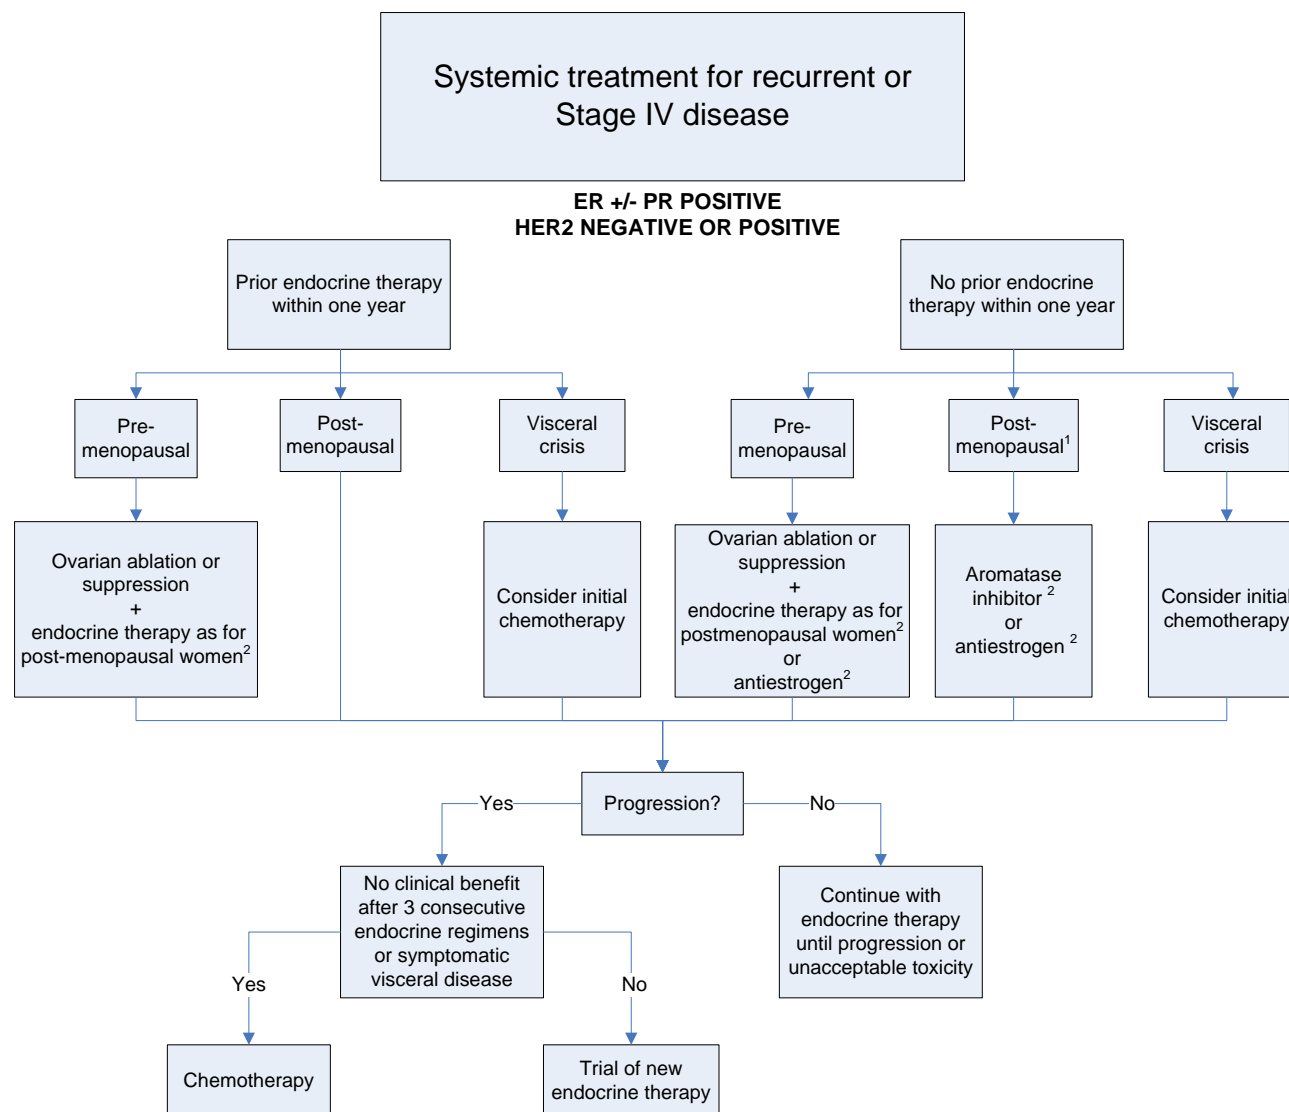 Systemic treatment for recurrent or
Stage IV disease
ER +/- PR POSITIVE
HER2 NEGATIVE OR POSITIVE
Prior endocrine therapy
within one year
No prior endocrine
therapy within one year
Pre-
menopausal
Post-
menopausal
Visceral
crisis
Pre-
menopausal
Post-
menopausal¹
Visceral
crisis
Ovarian ablation or
suppression
+
endocrine therapy as for
post-menopausal women²
Consider initial
chemotherapy
Ovarian ablation or
suppression
+
endocrine therapy as for
postmenopausal women²
or
antiestrogen²
Aromatase
inhibitor ²
or
antiestrogen ²
Consider initial
chemotherapy
Progression?
Yes
No
No clinical benefit
after 3 consecutive
endocrine regimens
or symptomatic
visceral disease
Continue with
endocrine therapy
until progression or
unacceptable toxicity
Yes
No
Chemotherapy
Trial of new
endocrine therapy